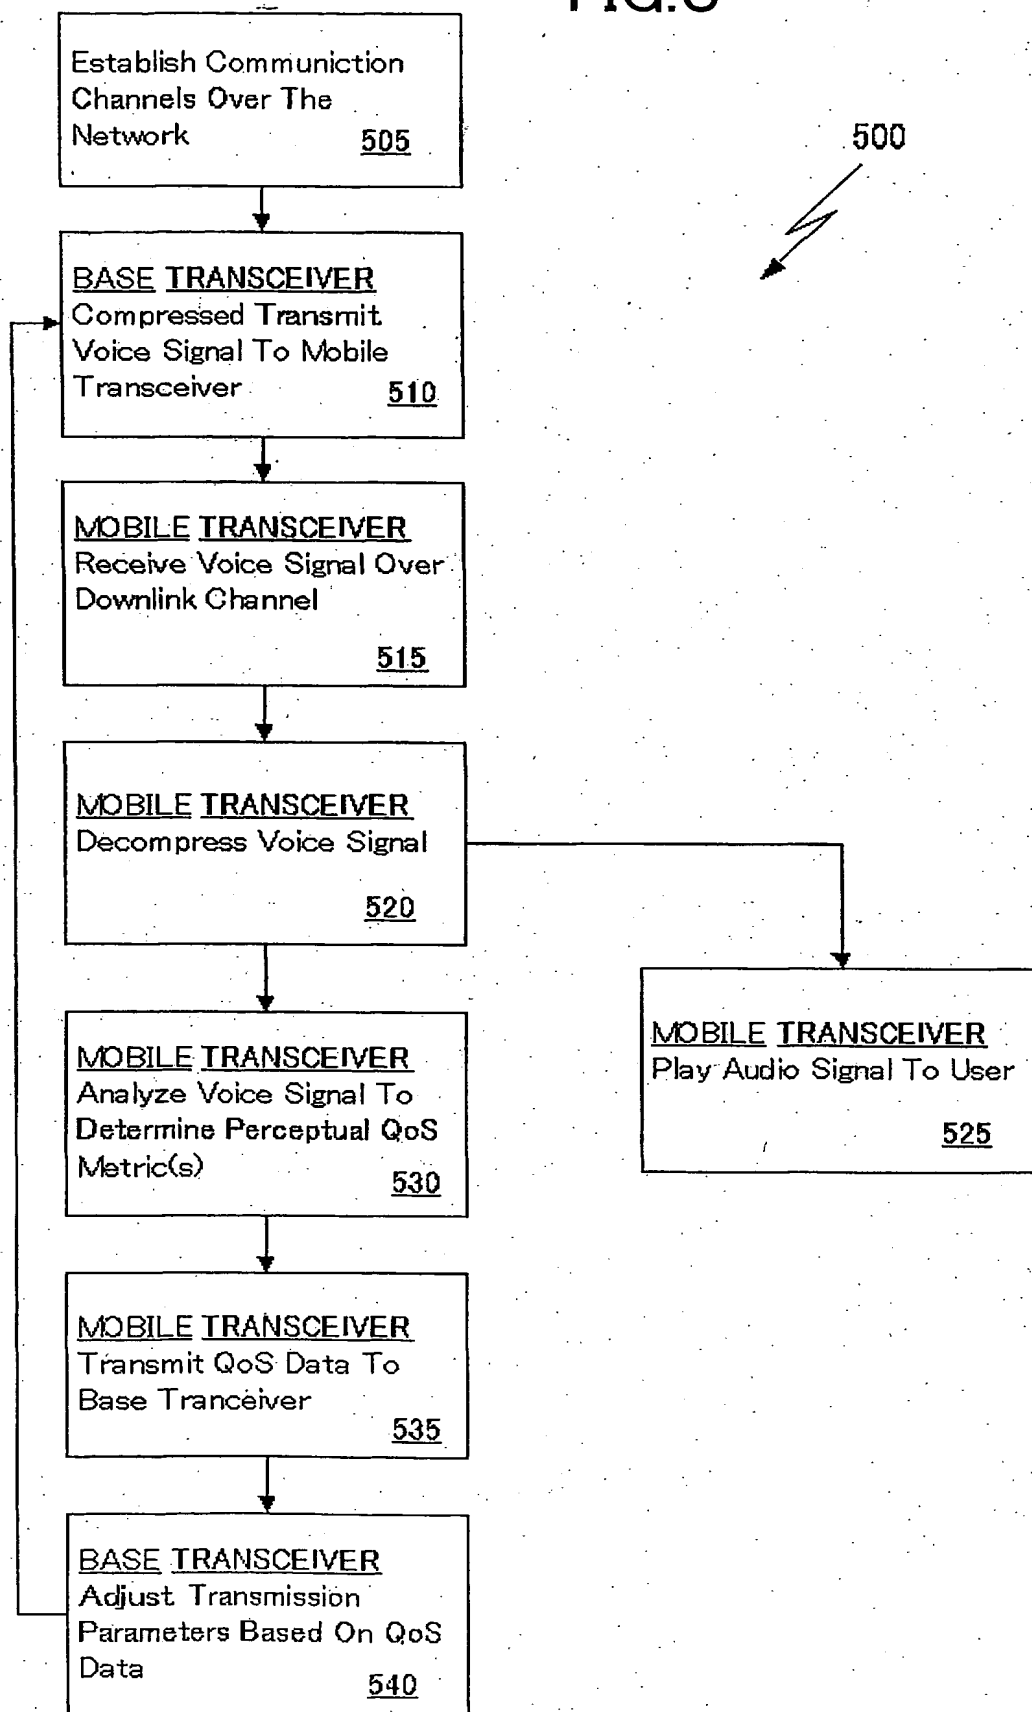 FIG.
Establish Communiction
Channels Over The
Network
505
500
BASE TRANSCEIVER
Compressed Transmit
Voice Signal To Mobile
Transceiver
510
MOBILE TRANSCEIVER
Receive Voice Signal Over
Downlink Channel
515
MOBILE TRANSCEIVER
Decompress Voice Signal
520
MOBILE TRANSCEIVER
Play Audio Signal To User
525
MOBILE TRANSCEIVER
Analyze Voice Signal To
Determine Perceptual QoS
Metric(s)
530
MOBILE TRANSCEIVER
Transmit QoS Data To
Base Tranceiver
535
BASE TRANSCEIVER
Adjust Transmission
Parameters Based On QoS
Data
540